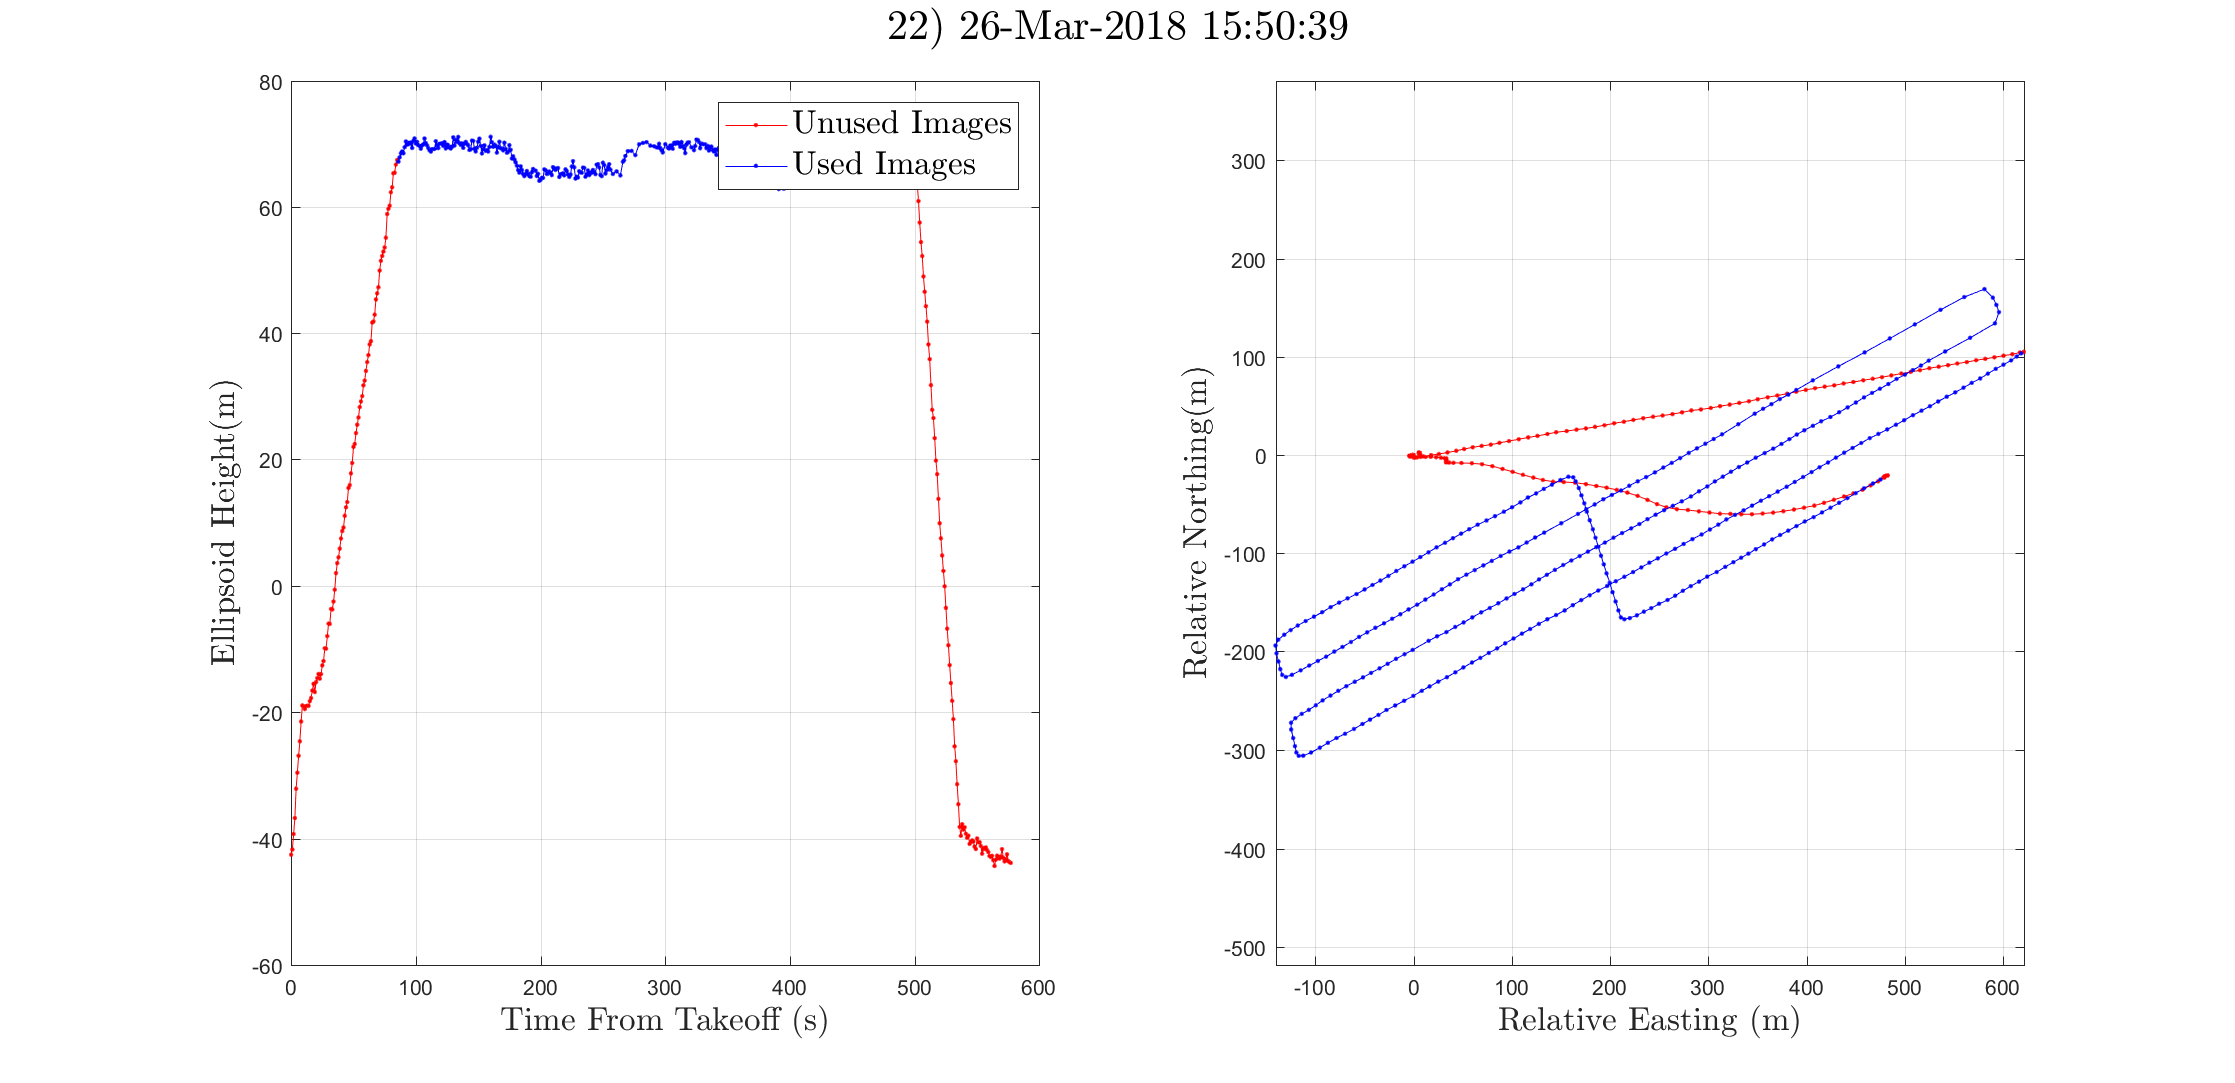 22) 26-Mar-2018 15:50:39
80
60
40
20
0
-20
-40
-60
0 100 200 300 400 500 600
Time From Takeoff (s)
Ellipsoid Height(m)
Unused Images
Used Images
300
200
100
0
-100
-200
-300
-400
-500
-100 0 100 200 300 400 500 600
Relative Easting (m)
Relative Northing(m)